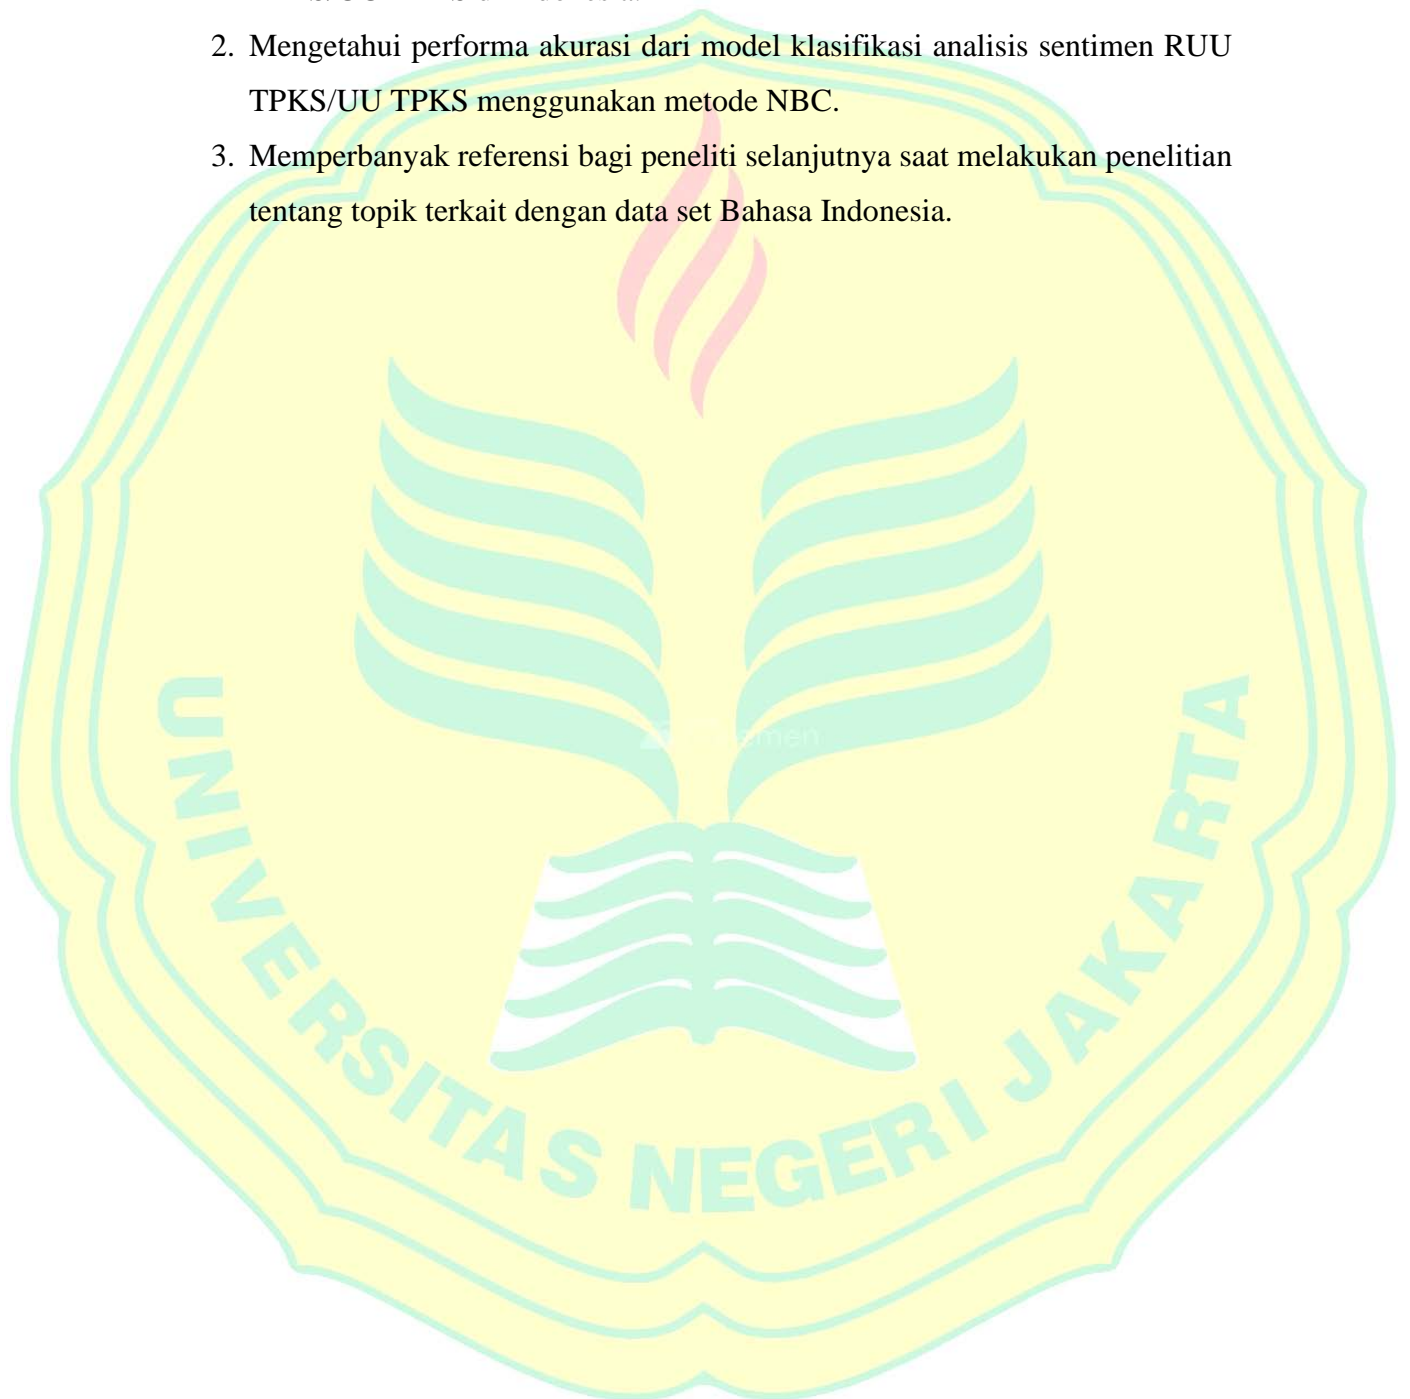 2. Mengetahui performa akurasi dari model klasifikasi analisis sentimen RUU
TPKS/UU TPKS menggunakan metode NBC.
3. Memperbanyak referensi bagi peneliti selanjutnya saat melakukan penelitian
tentang topik terkait dengan data set Bahasa Indonesia.
UNIVERSITAS NEGERI JAKARTA